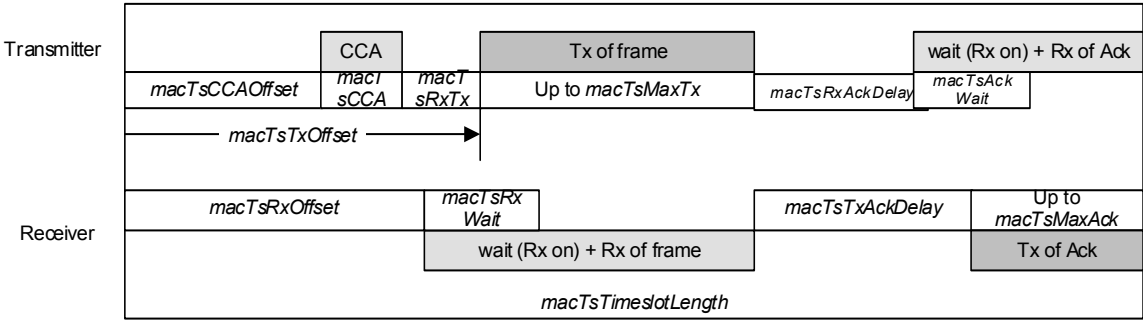 Transmitter
CCA
Tx of frame
wait (Rx on) + Rx of Ack
macTsCCAOffset
macT
sCCA
macT
sRxTx
Up to macTsMaxTx
macTsRxAckDelay
macTsAck
Wait
macTsTxOffset
Receiver
macTsRxOffset
macTsRx
Wait
macTsTxAckDelay
Up to
macTsMaxAck
wait (Rx on) + Rx of frame
Tx of Ack
macTsTimeslotLength